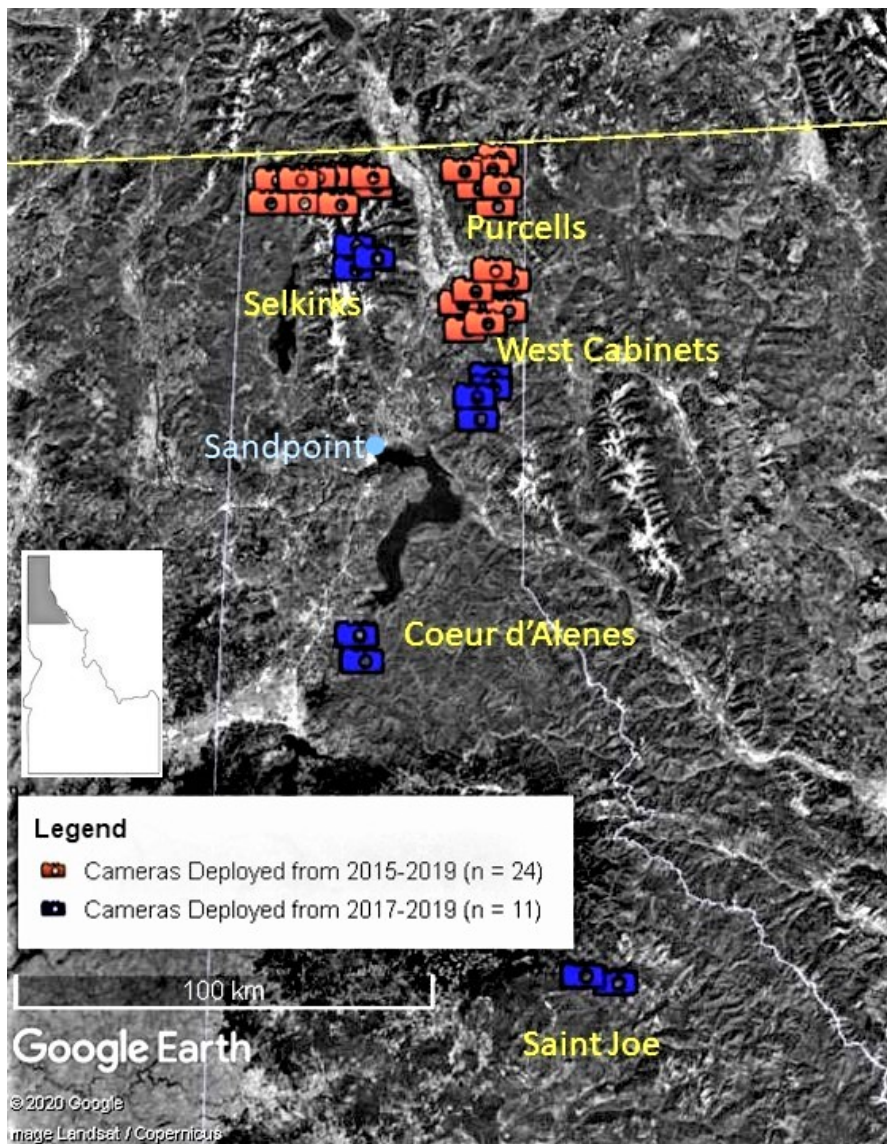 Purcells
Selkirks
West Cabinets
Sandpoint
Coeur d'Alenes
Legend
Cameras Deployed from 2015-2019 (n = 24)
Cameras Deployed from 2017-2019 (n = 11)
100 km
Google Earth
Saint Joe
© 2020 Google
mage Landsat / Copernicus